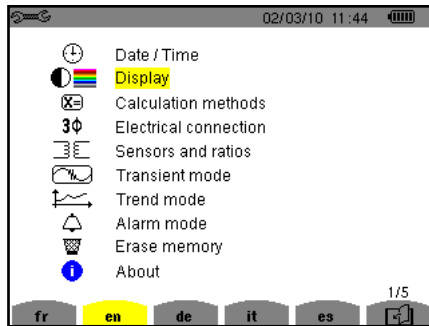 02/03/10 11:44
Date / Time
Display
X= Calculation methods
3ϕ Electrical connection
Sensors and ratios
Transient mode
Trend mode
Alarm mode
Erase memory
i About
1/5
fr en de it es